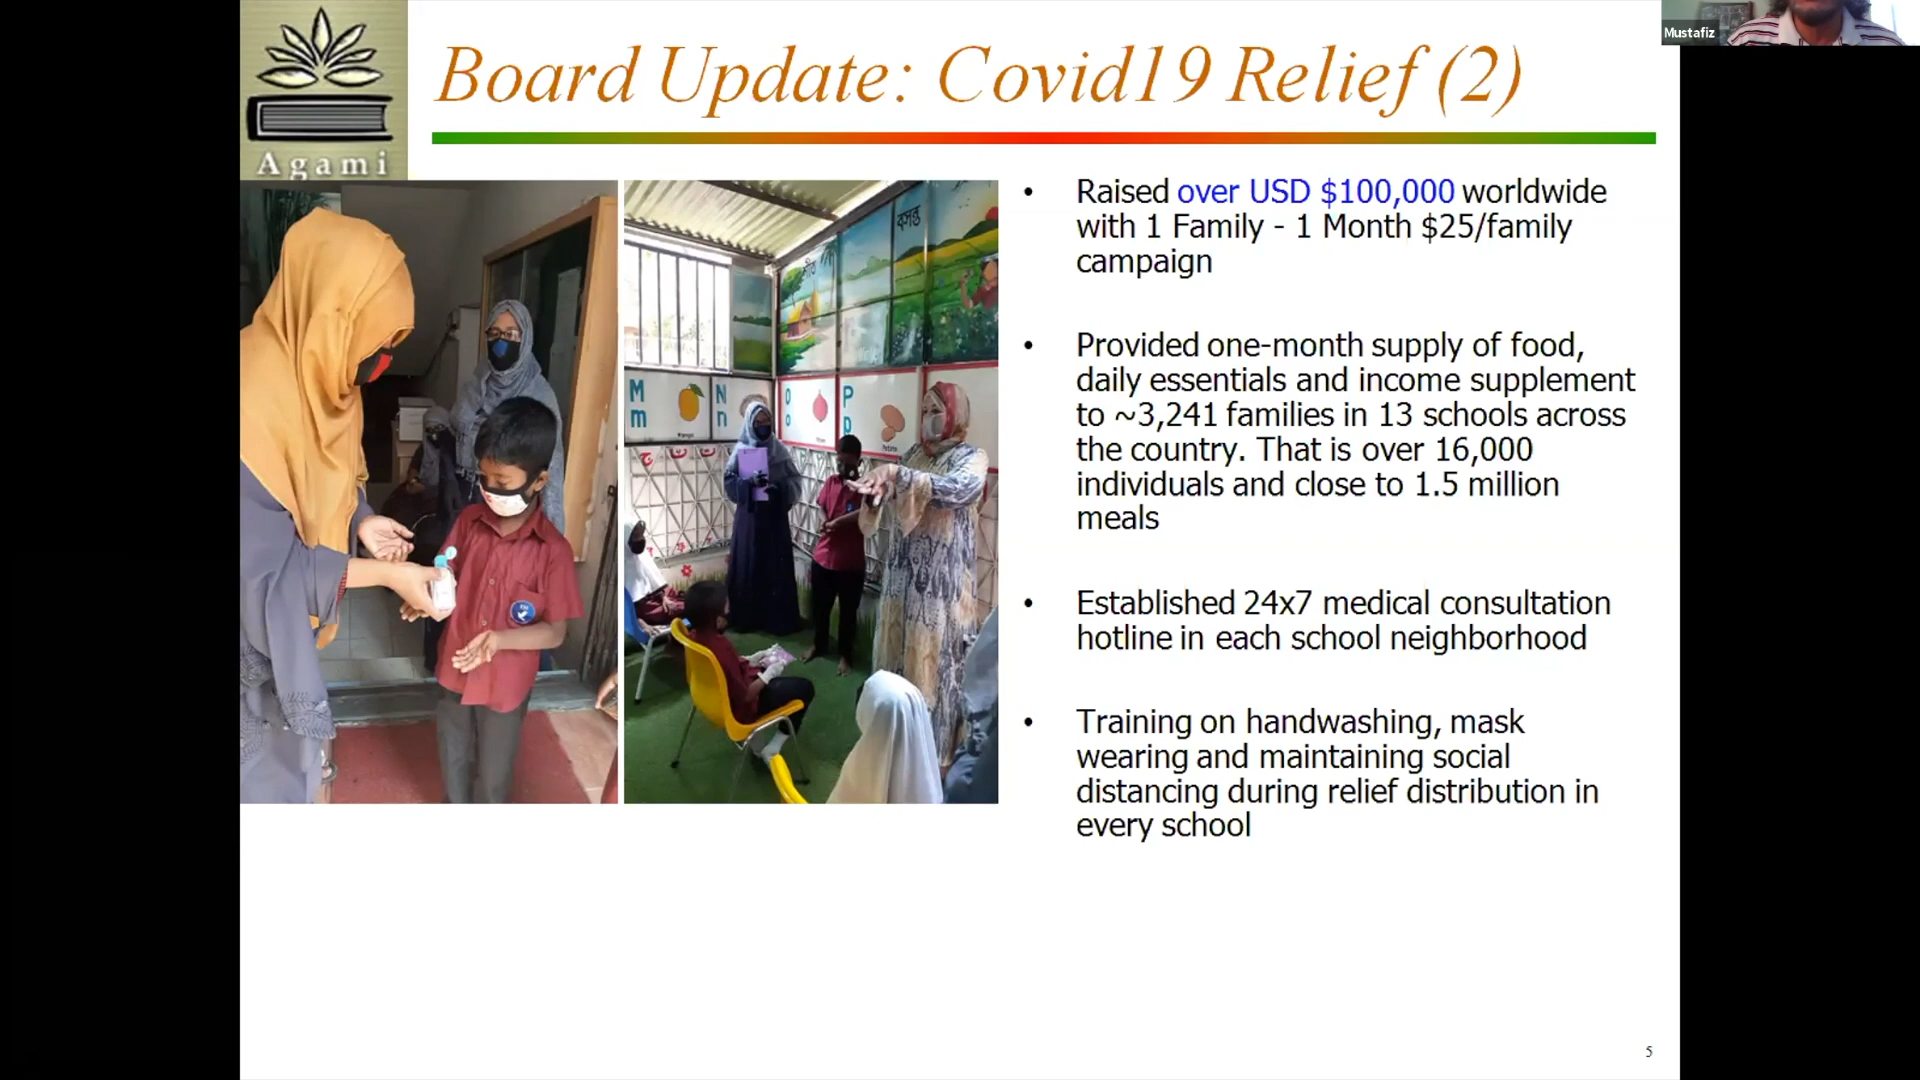 Agami
Board Update: Covid19 Relief (2)
Mustafiz
বসন্ত
শীত
M
m
N
n
O
o
P
p
• Raised over USD $100,000 worldwide
with 1 Family - 1 Month $25/family
campaign
• Provided one-month supply of food,
daily essentials and income supplement
to ~3,241 families in 13 schools across
the country. That is over 16,000
individuals and close to 1.5 million
meals
• Established 24x7 medical consultation
hotline in each school neighborhood
• Training on handwashing, mask
wearing and maintaining social
distancing during relief distribution in
every school
5